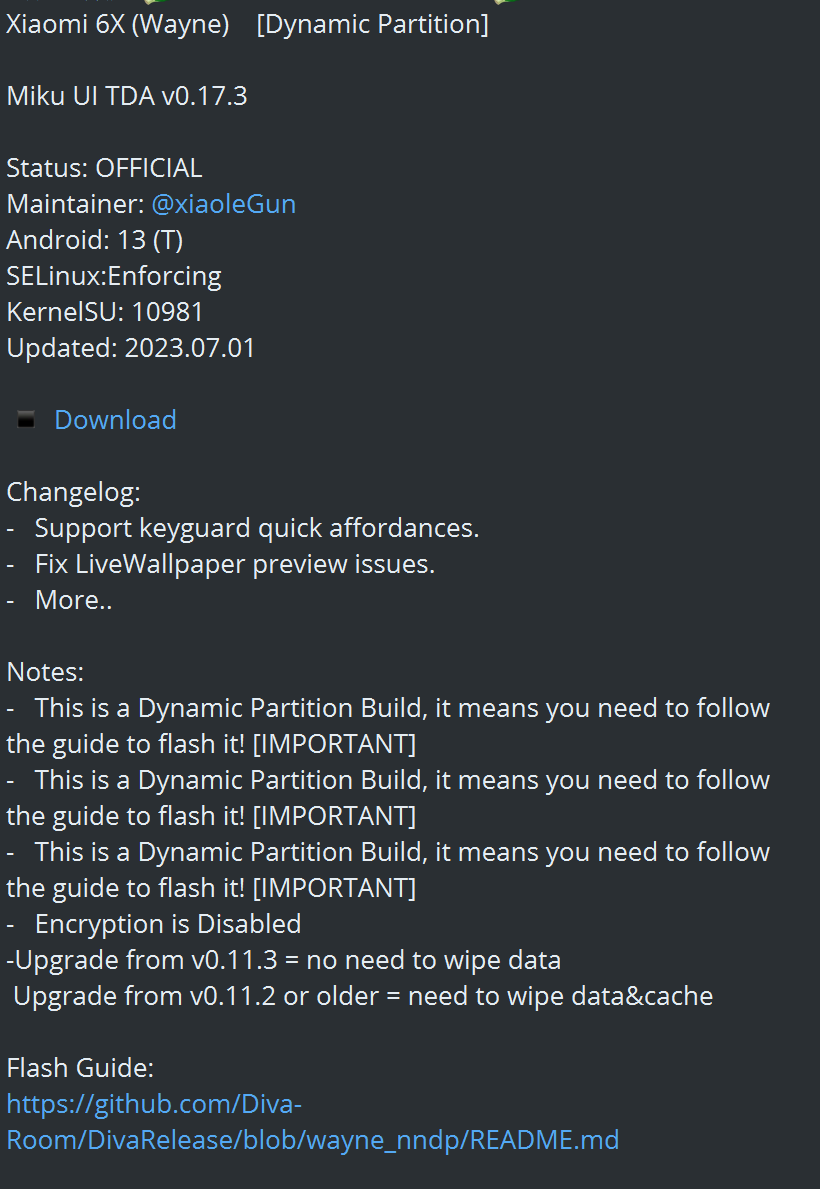 Xiaomi 6X (Wayne) [Dynamic Partition]
Miku UI TDA v0.17.3
Status: OFFICIAL
Maintainer: @xiaoleGun
Android: 13 (T)
SELinux:Enforcing
KernelSU: 10981
Updated: 2023.07.01
▪ Download
Changelog:
- Support keyguard quick affordances.
- Fix LiveWallpaper preview issues.
- More..
Notes:
- This is a Dynamic Partition Build, it means you need to follow
the guide to flash it! [IMPORTANT]
- This is a Dynamic Partition Build, it means you need to follow
the guide to flash it! [IMPORTANT]
- This is a Dynamic Partition Build, it means you need to follow
the guide to flash it! [IMPORTANT]
- Encryption is Disabled
-Upgrade from v0.11.3 = no need to wipe data
Upgrade from v0.11.2 or older = need to wipe data&cache
Flash Guide:
https://github.com/Diva-
Room/DivaRelease/blob/wayne_nndp/README.md